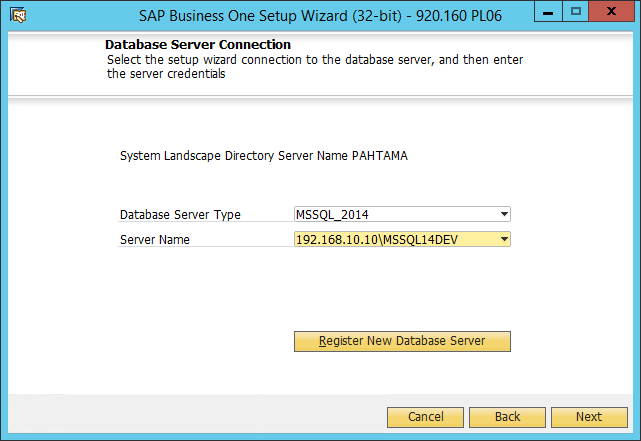 SAP Business One Setup Wizard (32-bit) - 920.160 PL06
Database Server Connection
Select the setup wizard connection to the database server, and then enter
the server credentials
System Landscape Directory Server Name PAHTAMA
Database Server Type MSSQL_2014
Server Name 192.168.10.10\MSSQL14DEV
Register New Database Server
Cancel Back Next